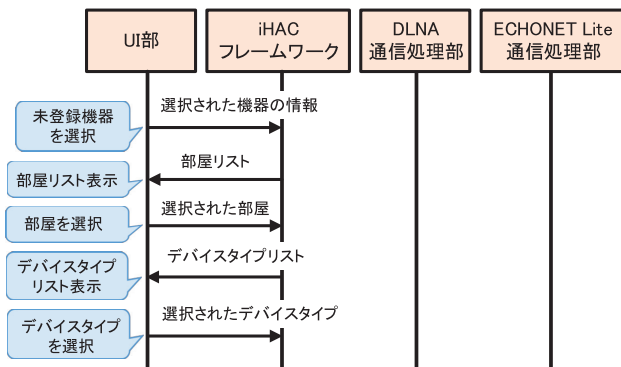 UI部
iHAC
フレームワーク
DLNA
通信処理部
ECHONET Lite
通信処理部
未登録機器
を選択
選択された機器の情報
部屋リスト表示
部屋リスト
部屋を選択
選択された部屋
デバイスタイプ
リスト表示
デバイスタイプリスト
デバイスタイプ
を選択
選択されたデバイスタイプ